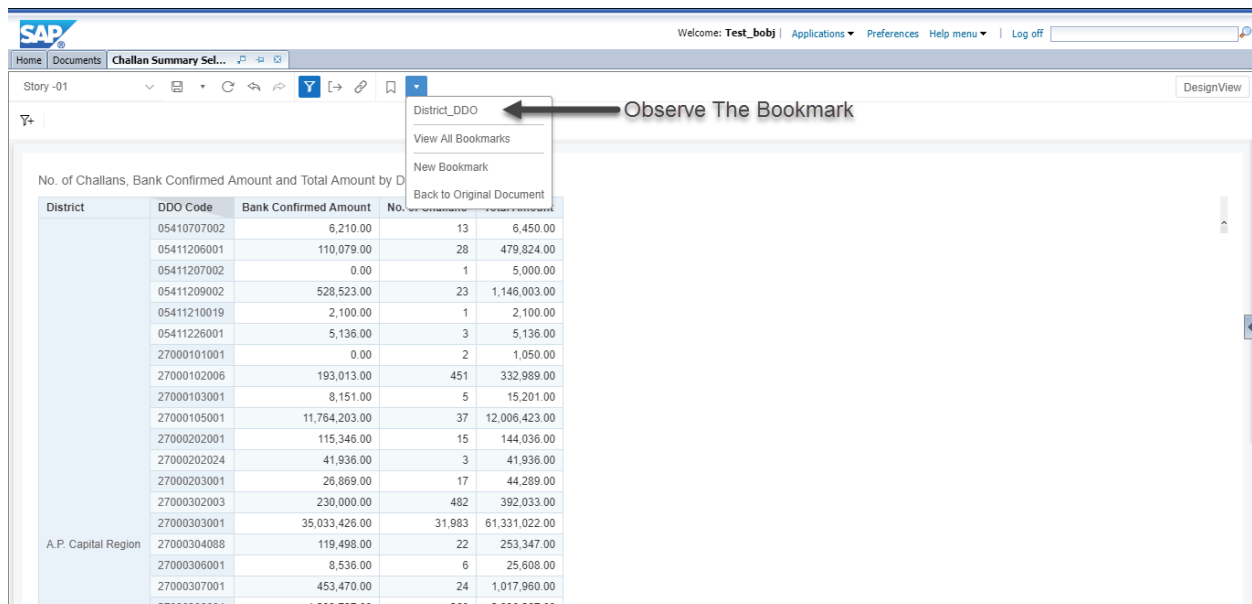 SAP
Welcome: Test_bobj | Applications Preferences Help menu | Log off
Home Documents Challan Summary Sel...
Story -01 DesignView
District_DDO Observe The Bookmark
View All Bookmarks
New Bookmark
Back to Original Document
No. of Challans, Bank Confirmed Amount and Total Amount by D
District DDO Code Bank Confirmed Amount No. of Challans Total Amount
05410707002 6,210.00 13 6,450.00
05411206001 110,079.00 28 479,824.00
05411207002 0.00 1 5,000.00
05411209002 528,523.00 23 1,146,003.00
05411210019 2,100.00 1 2,100.00
05411226001 5,136.00 3 5,136.00
27000101001 0.00 2 1,050.00
27000102006 193,013.00 451 332,989.00
27000103001 8,151.00 5 15,201.00
27000105001 11,764,203.00 37 12,006,423.00
27000202001 115,346.00 15 144,036.00
27000202024 41,936.00 3 41,936.00
27000203001 26,869.00 17 44,289.00
27000302003 230,000.00 482 392,033.00
27000303001 35,033,426.00 31,983 61,331,022.00
A.P. Capital Region 27000304088 119,498.00 22 253,347.00
27000306001 8,536.00 6 25,608.00
27000307001 453,470.00 24 1,017,960.00